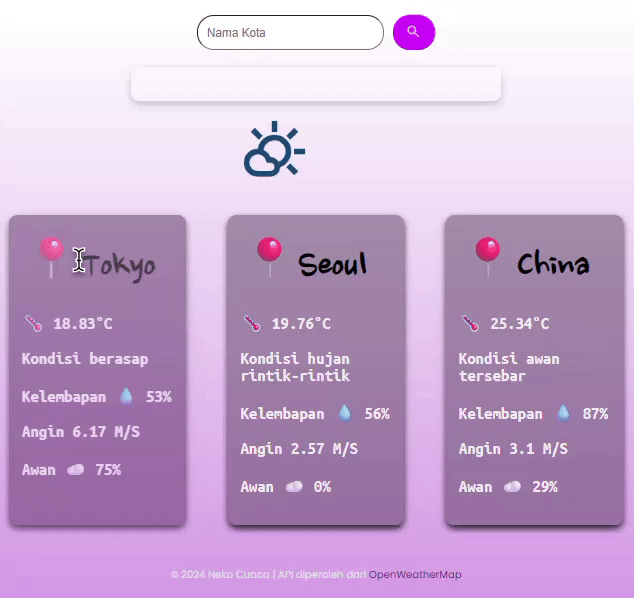 Nama Kota
Tokyo
18.83°C
Kondisi berasap
Kelembapan 💧 53%
Angin 6.17 M/S
Awan ☁️ 75%
Seoul
19.76°C
Kondisi hujan
rintik-rintik
Kelembapan 💧 56%
Angin 2.57 M/S
Awan ☁️ 0%
China
25.34°C
Kondisi awan
tersebar
Kelembapan 💧 87%
Angin 3.1 M/S
Awan ☁️ 29%
© 2024 Neko Cuaca | API diperoleh dari OpenWeatherMap